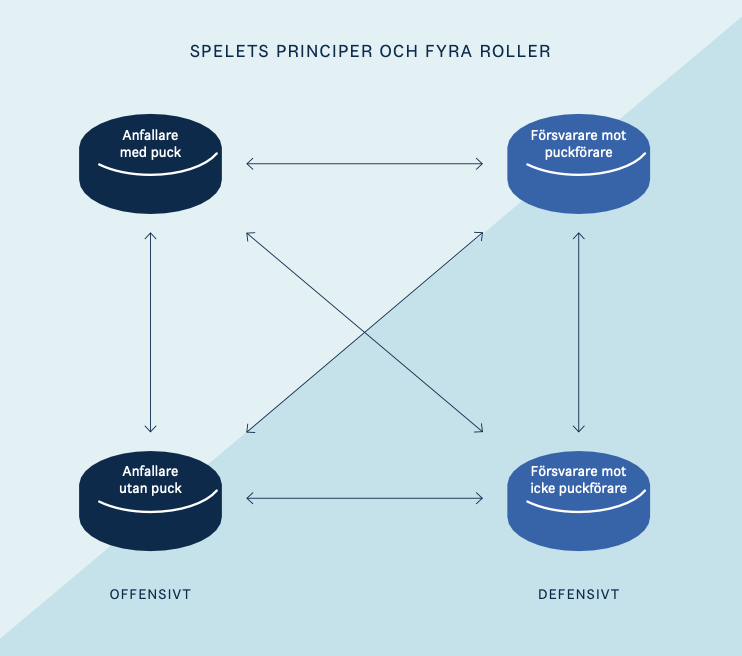 SPELETS PRINCIPER OCH FYRA ROLLER
Anfallare
med puck
Försvarare mot
puckförare
Anfallare
utan puck
Försvarare mot
icke puckförare
OFFENSIVT
DEFENSIVT